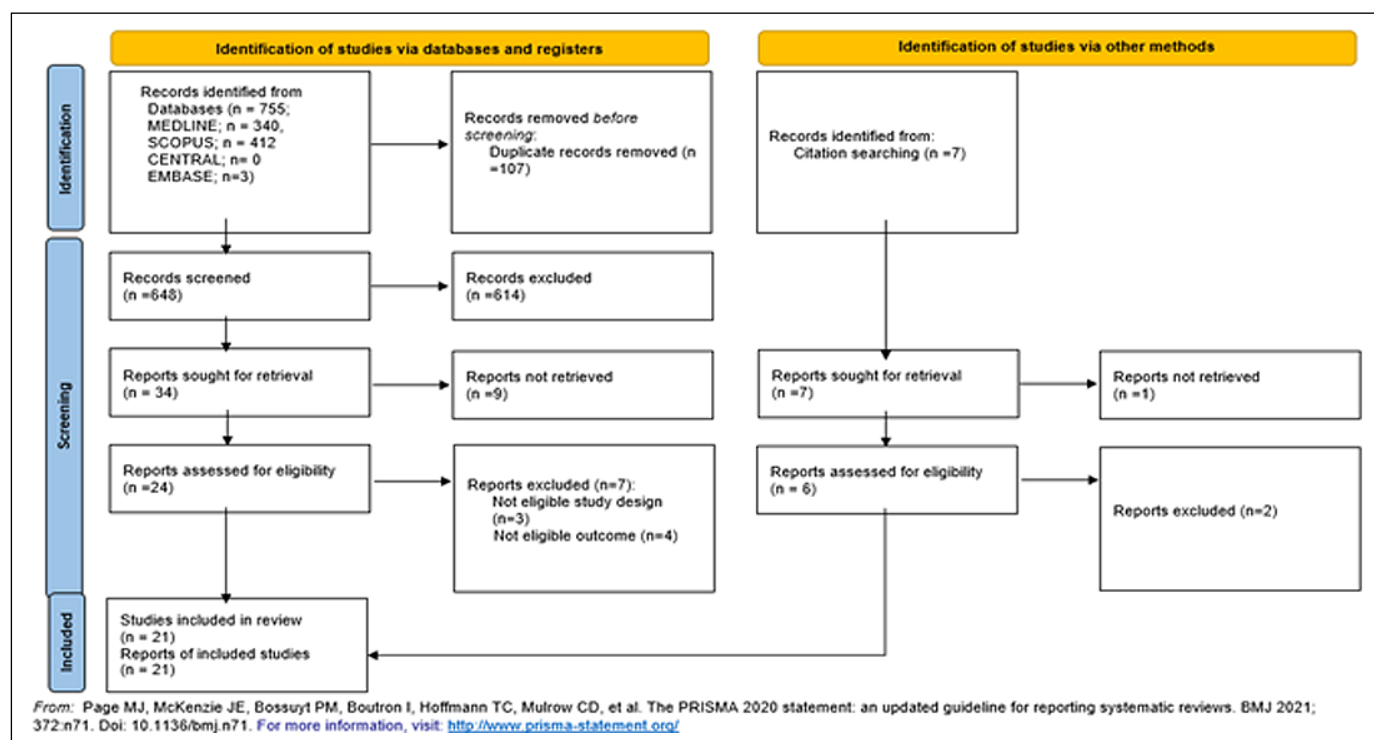 Identification of studies via databases and registers
Identification of studies via other methods
Identification
Records identified from
Databases (n = 755;
MEDLINE; n = 340,
SCOPUS; n = 412
CENTRAL; n= 0
EMBASE; n=3)
Records removed before
screening:
Duplicate records removed (n
=107)
Records identified from:
Citation searching (n =7)
Screening
Records screened
(n =648)
Records excluded
(n =614)
Reports sought for retrieval
(n = 34)
Reports not retrieved
(n =9)
Reports sought for retrieval
(n =7)
Reports not retrieved
(n =1)
Reports assessed for eligibility
(n =24)
Reports excluded (n=7):
Not eligible study design
(n=3)
Not eligible outcome (n=4)
Reports assessed for eligibility
(n = 6)
Reports excluded (n=2)
Included
Studies included in review
(n = 21)
Reports of included studies
(n = 21)
From: Page MJ, McKenzie JE, Bossuyt PM, Boutron I, Hoffmann TC, Mulrow CD, et al. The PRISMA 2020 statement: an updated guideline for reporting systematic reviews. BMJ 2021;
372:n71. Doi: 10.1136/bmj.n71. For more information, visit: http://www.prisma-statement.org/